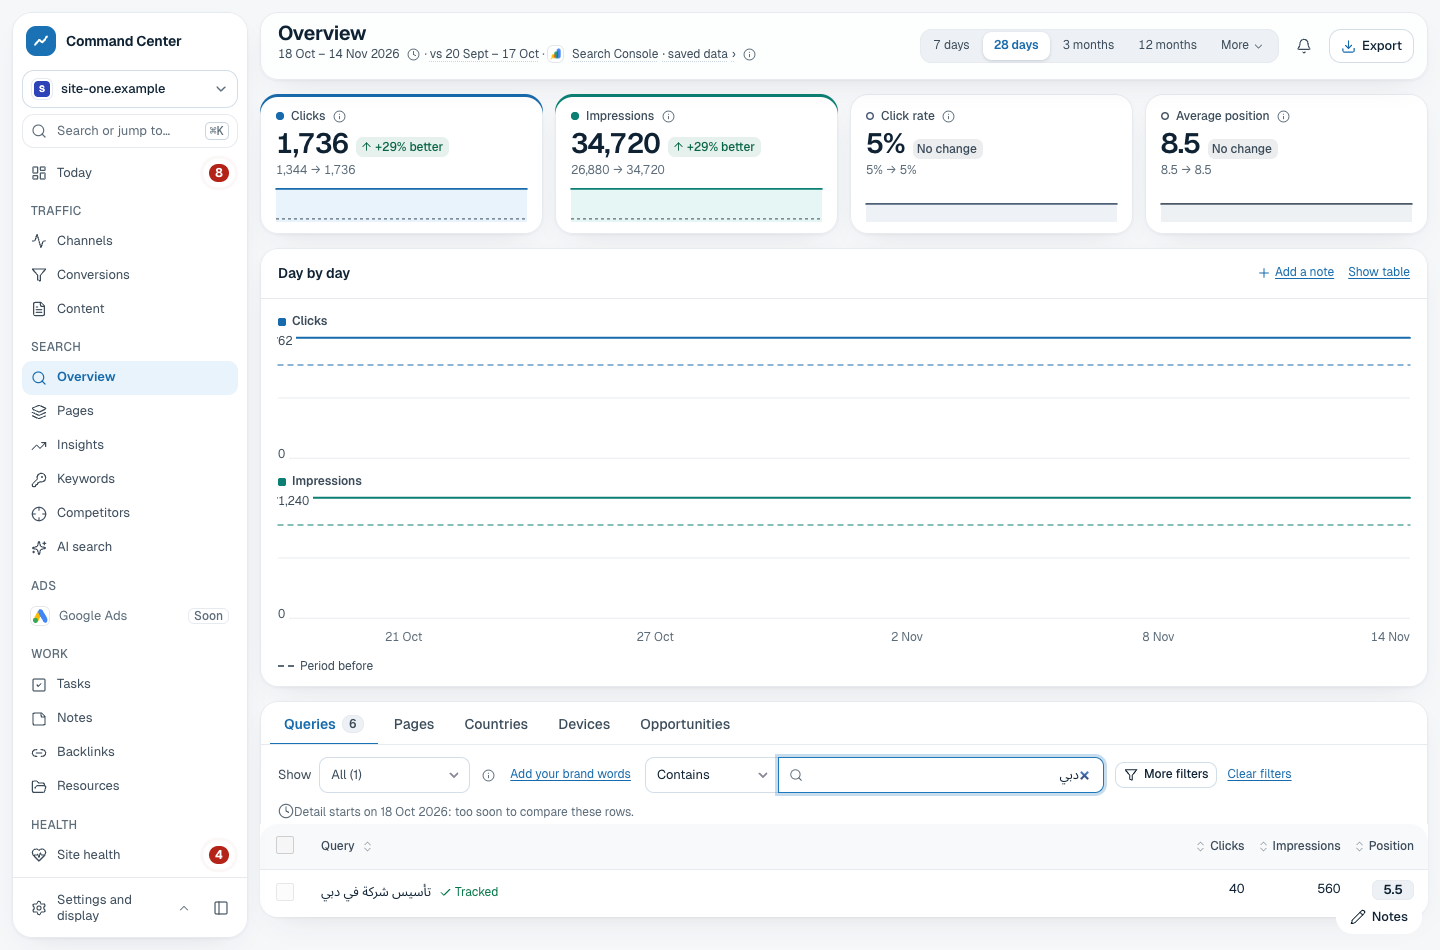 Command Center
S site-one.example
Search or jump to... ⌘K
Today 8
TRAFFIC
Channels
Conversions
Content
SEARCH
Overview
Pages
Insights
Keywords
Competitors
AI search
ADS
Google Ads Soon
WORK
Tasks
Notes
Backlinks
Resources
HEALTH
Site health 4
Settings and
display
Overview
18 Oct – 14 Nov 2026 · vs 20 Sept – 17 Oct · Search Console · saved data ›
7 days 28 days 3 months 12 months More
Export
Clicks
1,736 ↑ +29% better
1,344 → 1,736
Impressions
34,720 ↑ +29% better
26,880 → 34,720
Click rate
5% No change
5% → 5%
Average position
8.5 No change
8.5 → 8.5
Day by day
+ Add a note Show table
Clicks
62
0
Impressions
1,240
0
21 Oct 27 Oct 2 Nov 8 Nov 14 Nov
Period before
Queries 6 Pages Countries Devices Opportunities
Show All (1) Add your brand words Contains دبي More filters Clear filters
Detail starts on 18 Oct 2026: too soon to compare these rows.
Query Clicks Impressions Position
تأسيس شركة في دبي Tracked 40 560 5.5
Notes